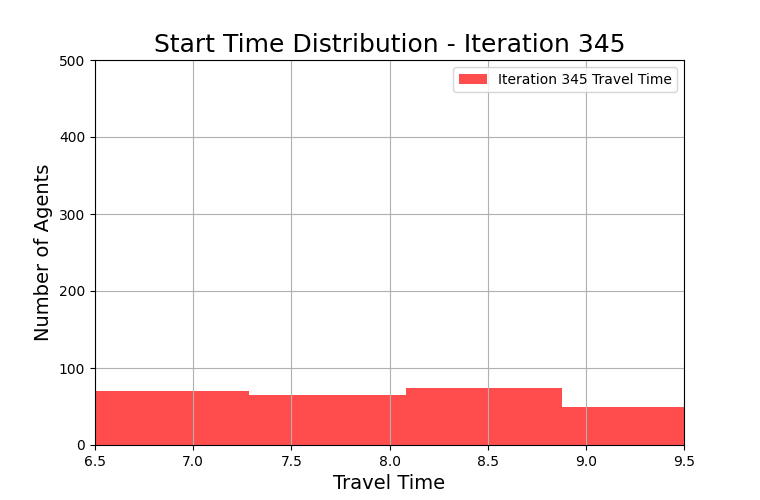 Start Time Distribution - Iteration 345
500
400
300
200
100
0
Number of Agents
Iteration 345 Travel Time
6.5 7.0 7.5 8.0 8.5 9.0 9.5
Travel Time